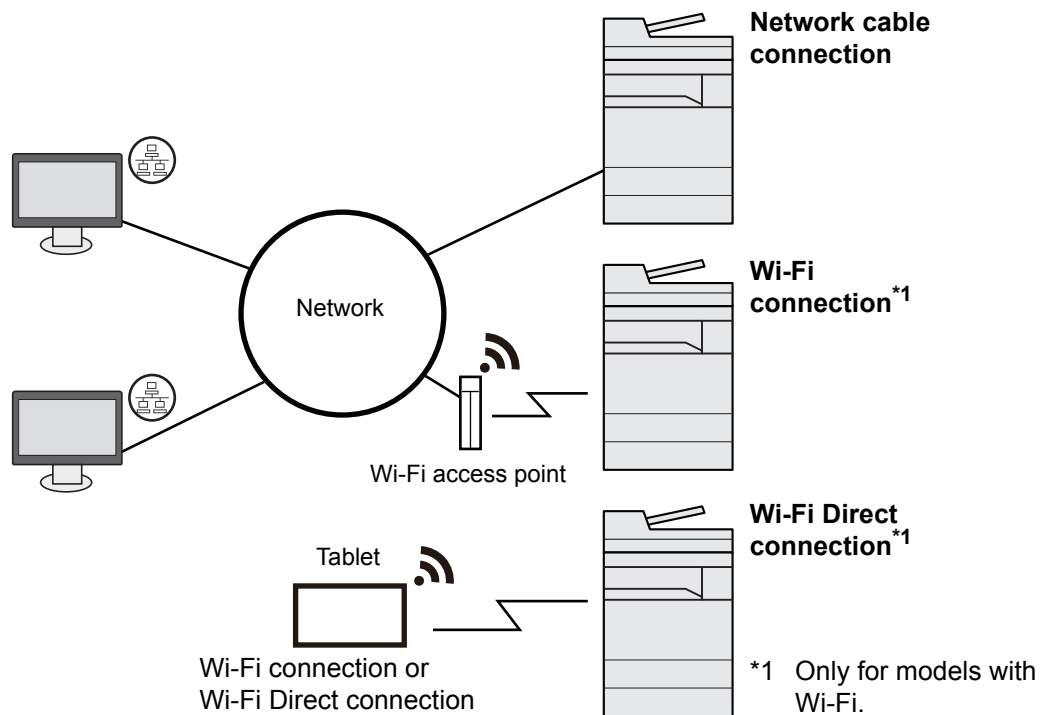 Network cable
connection
Network
Wi-Fi
connection*1
Wi-Fi access point
Wi-Fi Direct
connection*1
Tablet
Wi-Fi connection or
Wi-Fi Direct connection
*1 Only for models with
Wi-Fi.